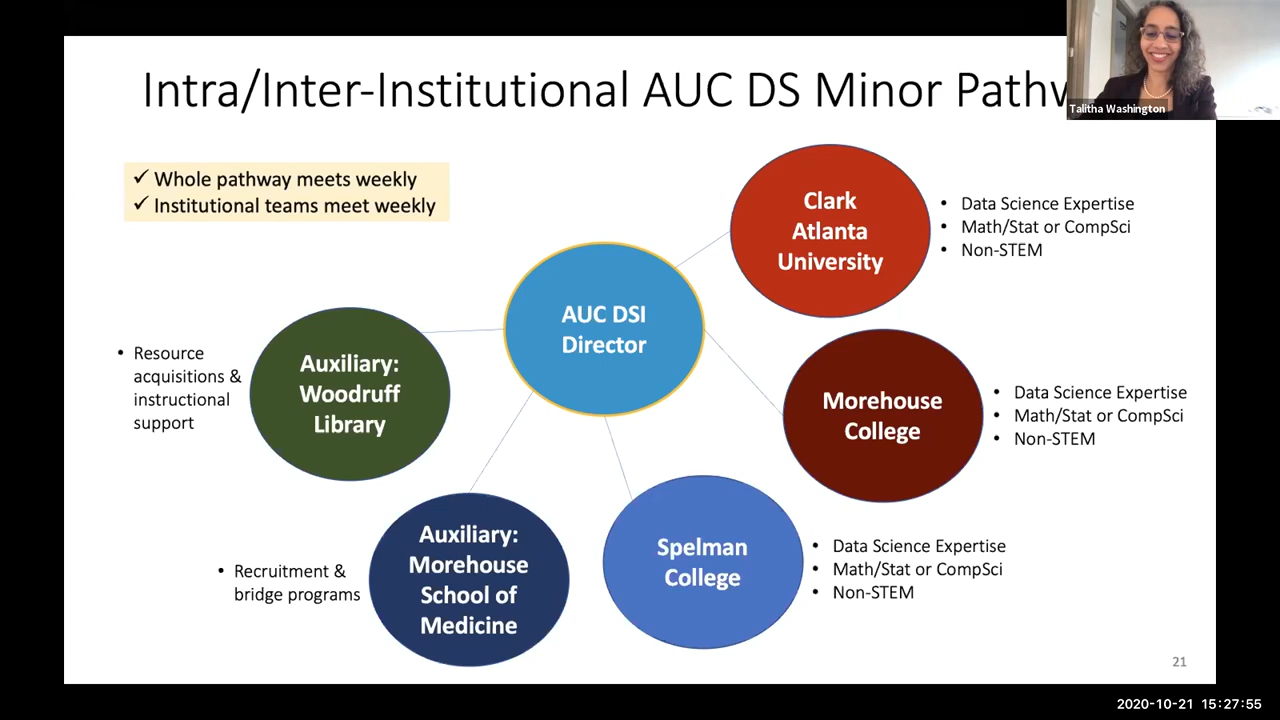 Intra/Inter-Institutional AUC DS Minor Pathw
Talitha Washington
✓ Whole pathway meets weekly
✓ Institutional teams meet weekly
Clark
Atlanta
University
• Data Science Expertise
• Math/Stat or CompSci
• Non-STEM
AUC DSI
Director
Auxiliary:
Woodruff
Library
• Resource
acquisitions &
instructional
support
Morehouse
College
• Data Science Expertise
• Math/Stat or CompSci
• Non-STEM
Auxiliary:
Morehouse
School of
Medicine
• Recruitment &
bridge programs
Spelman
College
• Data Science Expertise
• Math/Stat or CompSci
• Non-STEM
21
2020-10-21 15:27:55